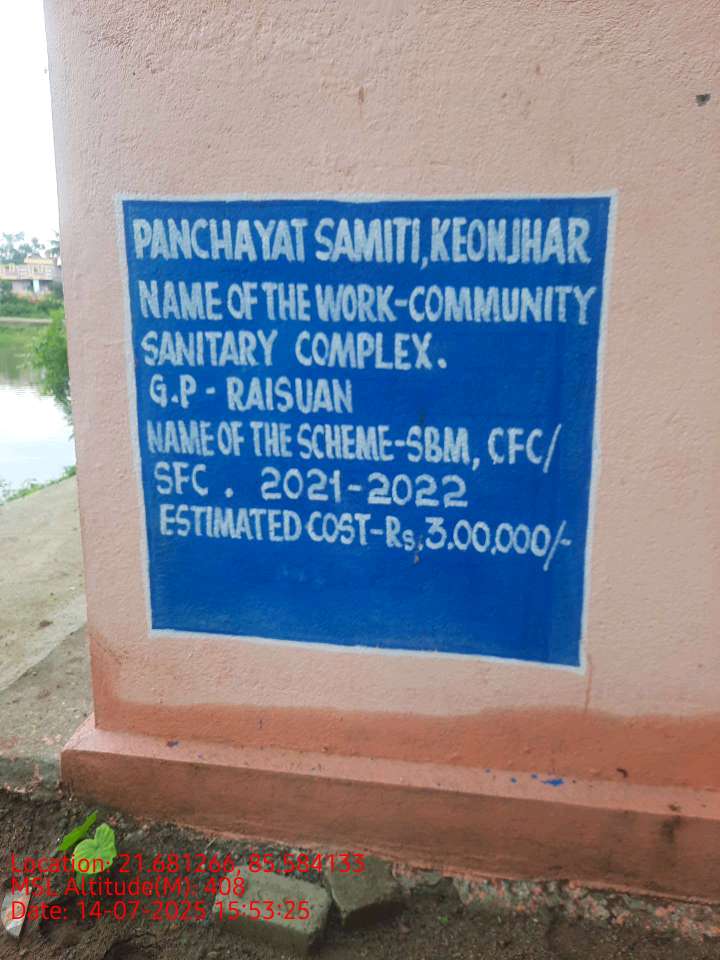 PANCHAYAT SAMITI, KEONJHAR
NAME OF THE WORK-COMMUNITY
SANITARY COMPLEX.
G.P - RAISUAN
NAME OF THE SCHEME-SBM, CFC/
SFC. 2021-2022
ESTIMATED COST-Rs,3,00,000/-
Location: 21.681266, 85.584133
MSL Altitude(M): 408
Date: 14-07-2025 15:53:25